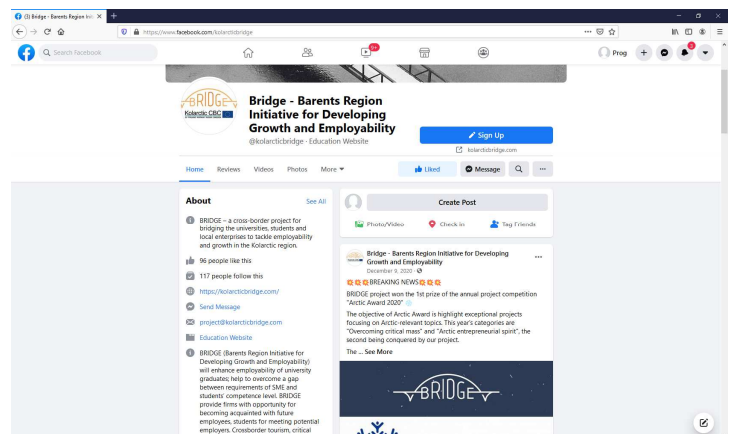 (3) Bridge - Barents Region Init
https://www.facebook.com/kolarcticbridge
Search Facebook
9+
Prog
3
BRIDGE
Kolarctic CBC
Bridge - Barents Region
Initiative for Developing
Growth and Employability
@kolarcticbridge · Education Website
Sign Up
kolarcticbridge.com
Home Reviews Videos Photos More
Liked
Message
About
See All
BRIDGE – a cross-border project for
bridging the universities, students and
local enterprises to tackle employability
and growth in the Kolarctic region.
96 people like this
117 people follow this
https://kolarcticbridge.com/
Send Message
project@kolarcticbridge.com
Education Website
BRIDGE (Barents Region Initiative for
Developing Growth and Employability)
will enhance employability of university
graduates; help to overcome a gap
between requirements of SME and
students' competence level. BRIDGE
provide firms with opportunity for
becoming acquainted with future
employees, students for meeting potential
employers. Crossborder tourism, critical
Create Post
Photo/Video
Check in
Tag Friends
Bridge - Barents Region Initiative for Developing
Growth and Employability
December 9, 2020 ·
💥💥💥BREAKING NEWS💥💥💥
BRIDGE project won the 1st prize of the annual project competition
"Arctic Award 2020"
The objective of Arctic Award is highlight exceptional projects
focusing on Arctic-relevant topics. This year's categories are
"Overcoming critical mass" and "Arctic entrepreneurial spirit", the
second being conquered by our project.
The ... See More
BRIDGE